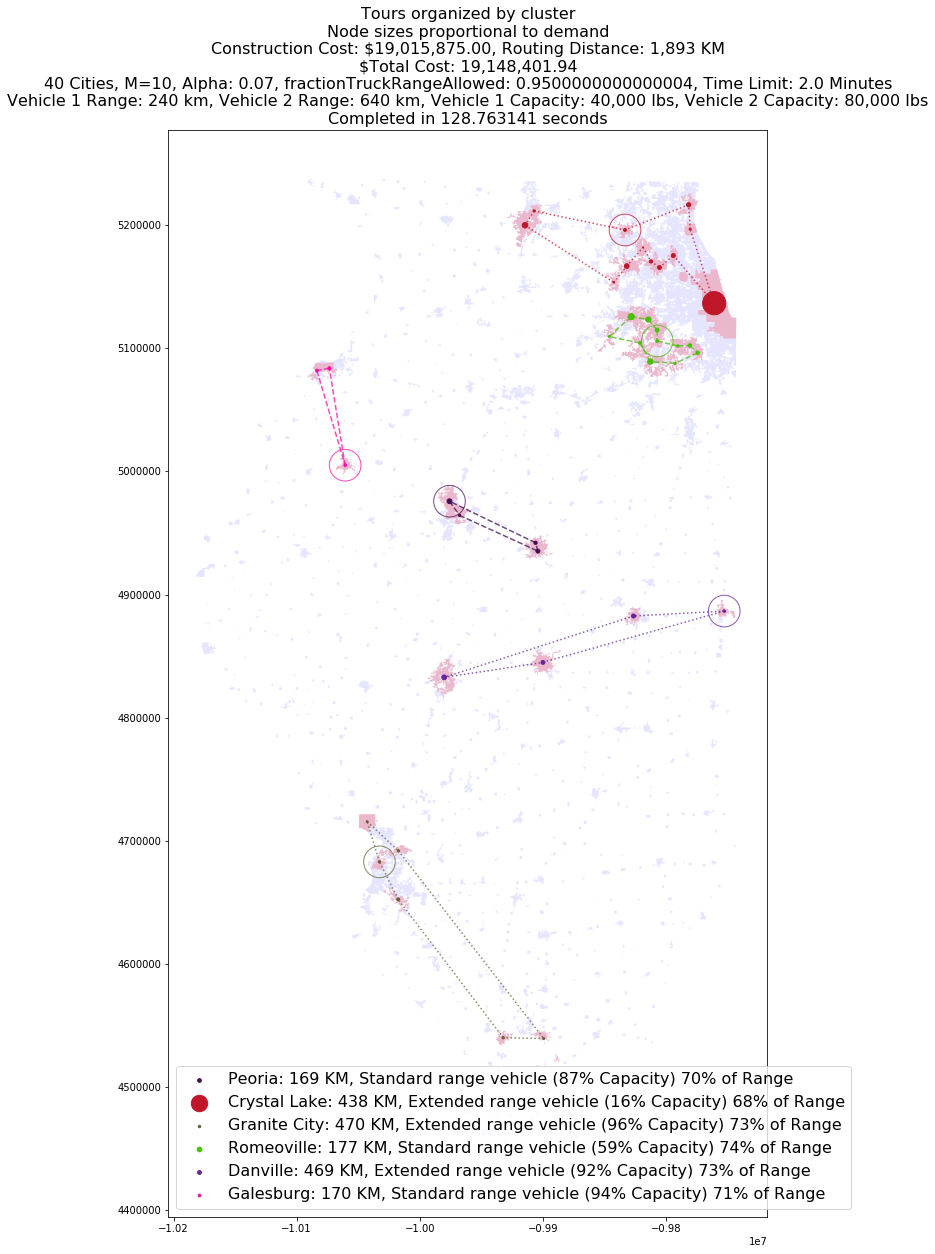 Tours organized by cluster
Node sizes proportional to demand
Construction Cost: $19,015,875.00, Routing Distance: 1,893 KM
$Total Cost: 19,148,401.94
40 Cities, M=10, Alpha: 0.07, fractionTruckRangeAllowed: 0.9500000000000004, Time Limit: 2.0 Minutes
Vehicle 1 Range: 240 km, Vehicle 2 Range: 640 km, Vehicle 1 Capacity: 40,000 lbs, Vehicle 2 Capacity: 80,000 lbs
Completed in 128.763141 seconds
5200000
5100000
5000000
4900000
4800000
4700000
4600000
4500000
4400000
Peoria: 169 KM, Standard range vehicle (87% Capacity) 70% of Range
Crystal Lake: 438 KM, Extended range vehicle (16% Capacity) 68% of Range
Granite City: 470 KM, Extended range vehicle (96% Capacity) 73% of Range
Romeoville: 177 KM, Standard range vehicle (59% Capacity) 74% of Range
Danville: 469 KM, Extended range vehicle (92% Capacity) 73% of Range
Galesburg: 170 KM, Standard range vehicle (94% Capacity) 71% of Range
−1.02 −1.01 −1.00 −0.99 −0.98
1e7